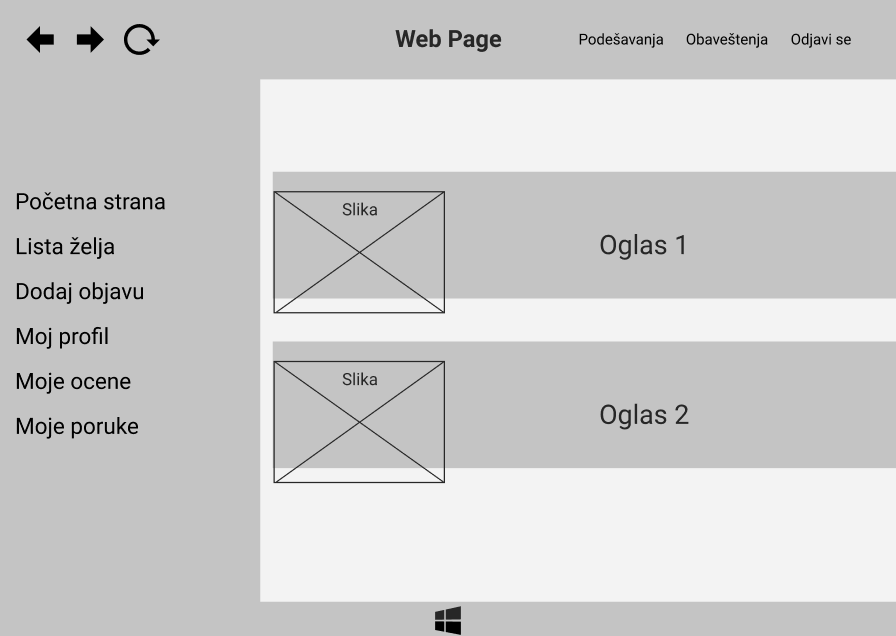 Web Page
Podešavanja
Obaveštenja
Odjavi se
Početna strana
Lista želja
Dodaj objavu
Moj profil
Moje ocene
Moje poruke
Slika
Oglas 1
Slika
Oglas 2